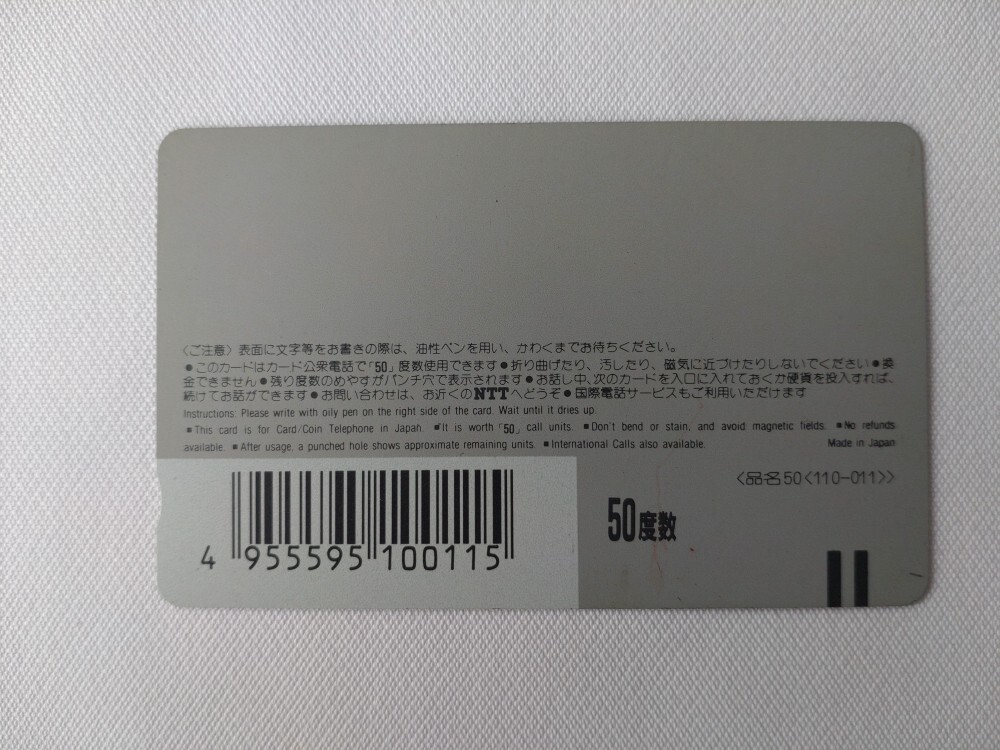 〈ご注意〉表面に文字等をお書きの際は、油性ペンを用い、かわくまでお待ちください。
●このカードはカード公衆電話で「50」度数使用できます●折り曲げたり、汚したり、磁気に近づけたりしないでください●換
金できません●残り度数のめやすがパンチ穴で表示されます●お話し中、次のカードを入口に入れておくか硬貨を投入すれば、
続けてお話ができます●お問い合わせは、お近くのNTTへどうぞ●国際電話サービスもご利用いただけます
Instructions: Please write with oily pen on the right side of the card. Wait until it dries up.
■This card is for Card/Coin Telephone in Japan. ■It is worth「50」call units. ■Don't bend or stain, and avoid magnetic fields. ■No refunds
available. ■After usage, a punched hole shows approximate remaining units. ■International Calls also available. Made in Japan
〈品名50〈110-011〉〉
50度数
4 955595 100115